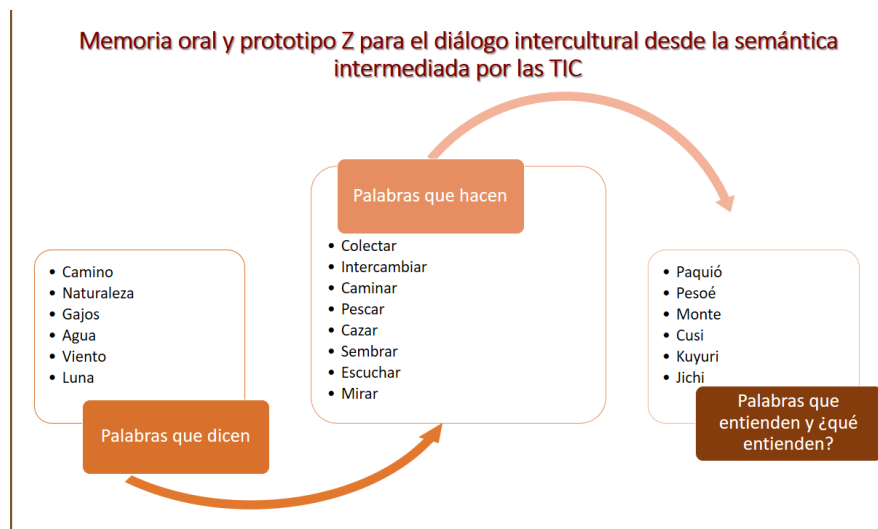 Memoria oral y prototipo Z para el diálogo intercultural desde la semántica
intermediada por las TIC
• Camino
• Naturaleza
• Gajos
• Agua
• Viento
• Luna
Palabras que dicen
Palabras que hacen
• Colectar
• Intercambiar
• Caminar
• Pescar
• Cazar
• Sembrar
• Escuchar
• Mirar
• Paquió
• Pesoé
• Monte
• Cusi
• Kuyuri
• Jichi
Palabras que
entienden y ¿qué
entienden?